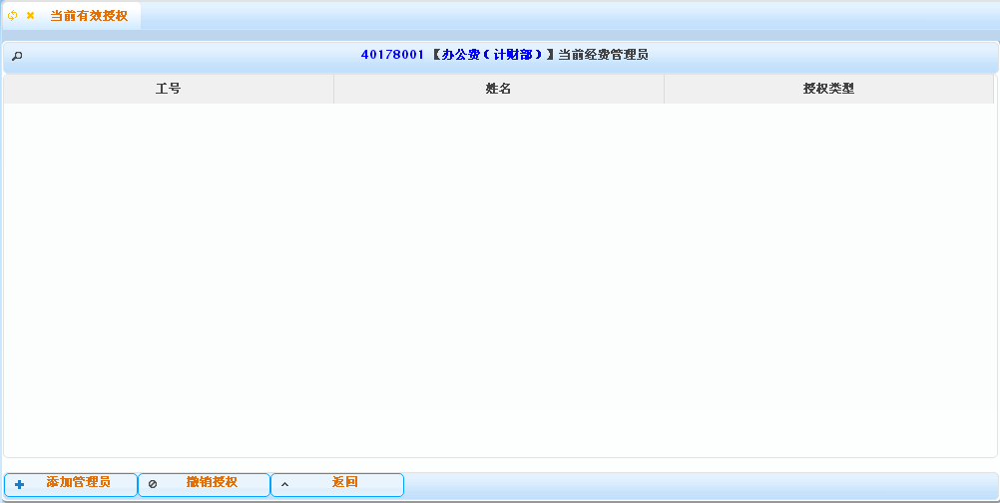 当前有效授权
40178001【办公费（计财部）】当前经费管理员
工号 姓名 授权类型
添加管理员 撤销授权 返回